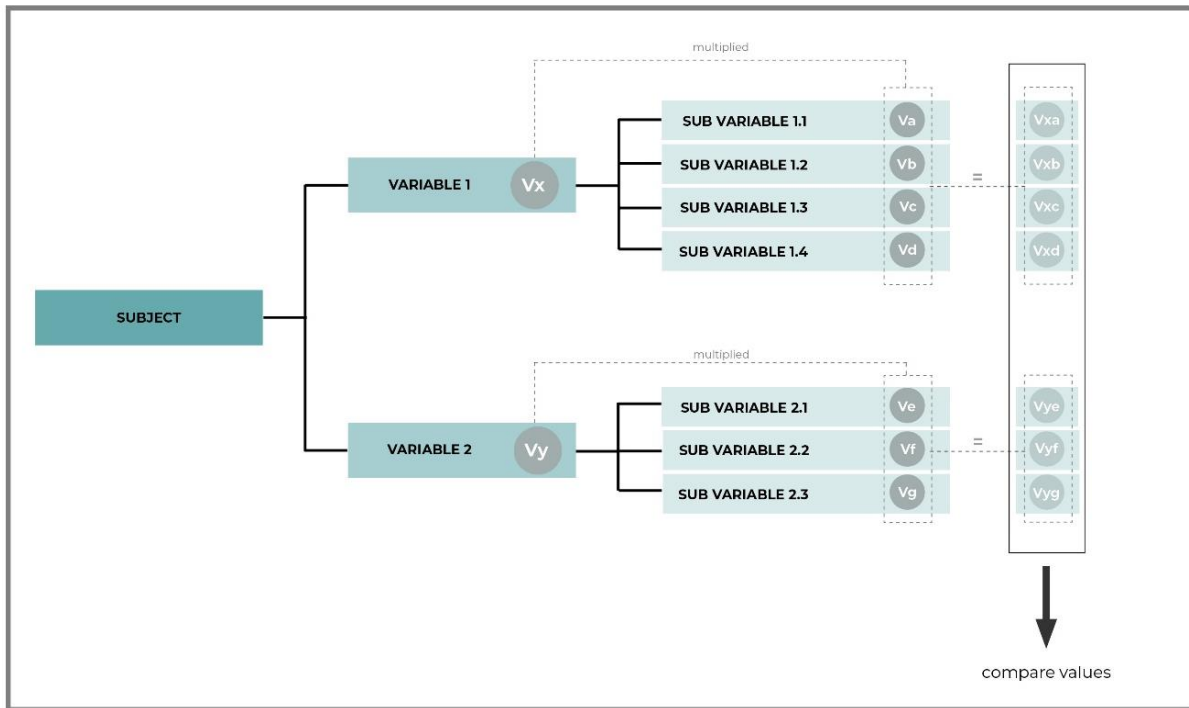 multiplied
SUB VARIABLE 1.1 Va Vxa
SUB VARIABLE 1.2 Vb Vxb
=
VARIABLE 1 Vx
SUB VARIABLE 1.3 Vc Vxc
SUB VARIABLE 1.4 Vd Vxd
SUBJECT
multiplied
SUB VARIABLE 2.1 Ve Vye
VARIABLE 2 Vy
SUB VARIABLE 2.2 Vf = Vyf
SUB VARIABLE 2.3 Vg Vyg
compare values